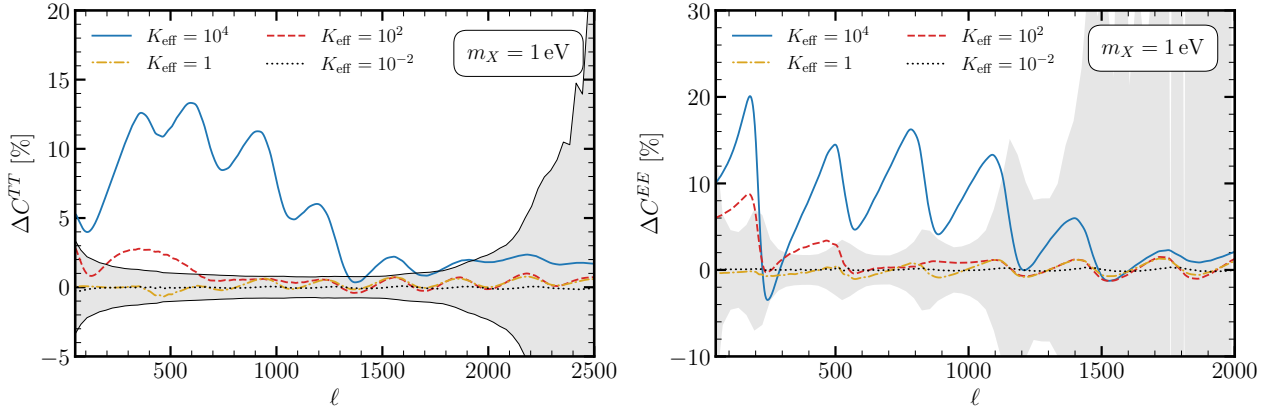 K_eff = 10^4
K_eff = 10^2
K_eff = 1
K_eff = 10^−2
m_X = 1 eV
ΔC^TT [%]
20
15
10
5
0
−5
500
1000
1500
2000
2500
ℓ
K_eff = 10^4
K_eff = 10^2
K_eff = 1
K_eff = 10^−2
m_X = 1 eV
ΔC^EE [%]
30
20
10
0
−10
500
1000
1500
2000
ℓ